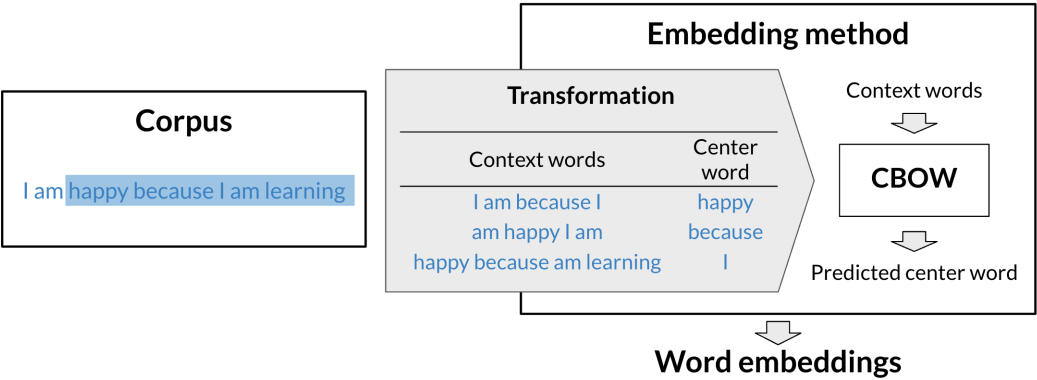 Embedding method
Corpus
I am happy because I am learning
Transformation
Context words
Center
word
I am because I
happy
am happy I am
because
happy because am learning
I
Context words
CBOW
Predicted center word
Word embeddings